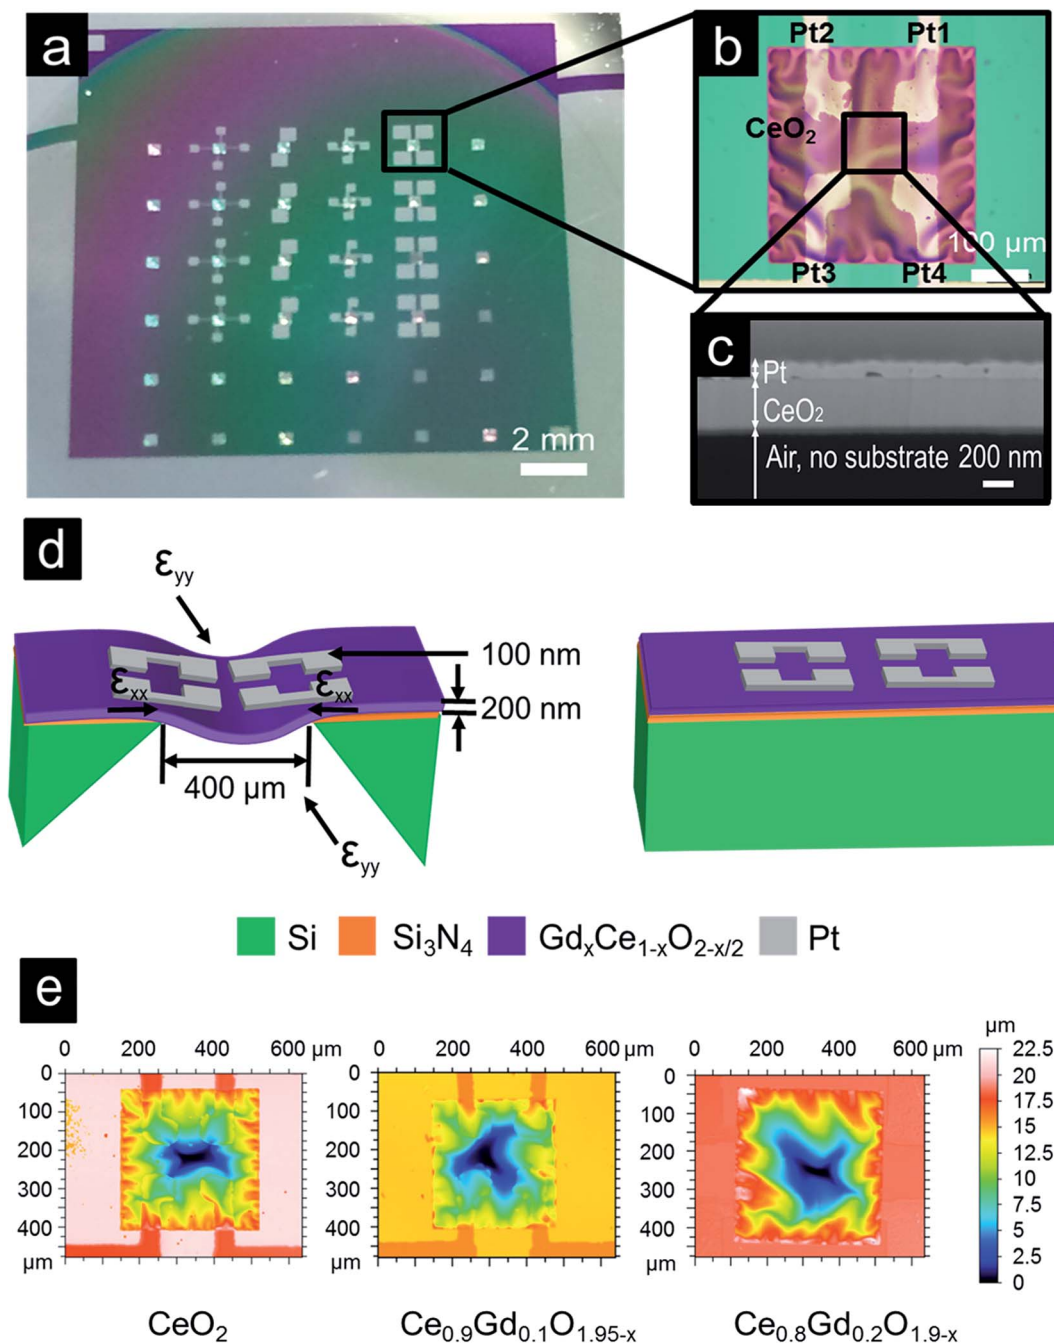 a
2 mm
b
Pt2 Pt1
CeO2
100 μm
Pt3 Pt4
c
Pt
CeO2
Air, no substrate 200 nm
d
εyy
100 nm
εxx εxx
200 nm
400 μm
εyy
Si Si3N4 GdxCe1-xO2-x/2 Pt
e
0 200 400 600 μm
0
100
200
300
400
μm
CeO2
0 200 400 600 μm
0
100
200
300
400
μm
Ce0.9Gd0.1O1.95-x
0 200 400 600 μm
0
100
200
300
400
μm
Ce0.8Gd0.2O1.9-x
μm
22.5
20
17.5
15
12.5
10
7.5
5
2.5
0